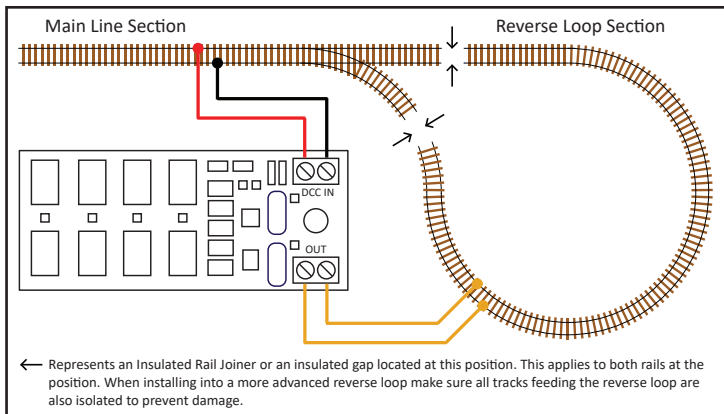 Main Line Section
Reverse Loop Section
DCC IN
OUT
Represents an Insulated Rail Joiner or an insulated gap located at this position. This applies to both rails at the
position. When installing into a more advanced reverse loop make sure all tracks feeding the reverse loop are
also isolated to prevent damage.